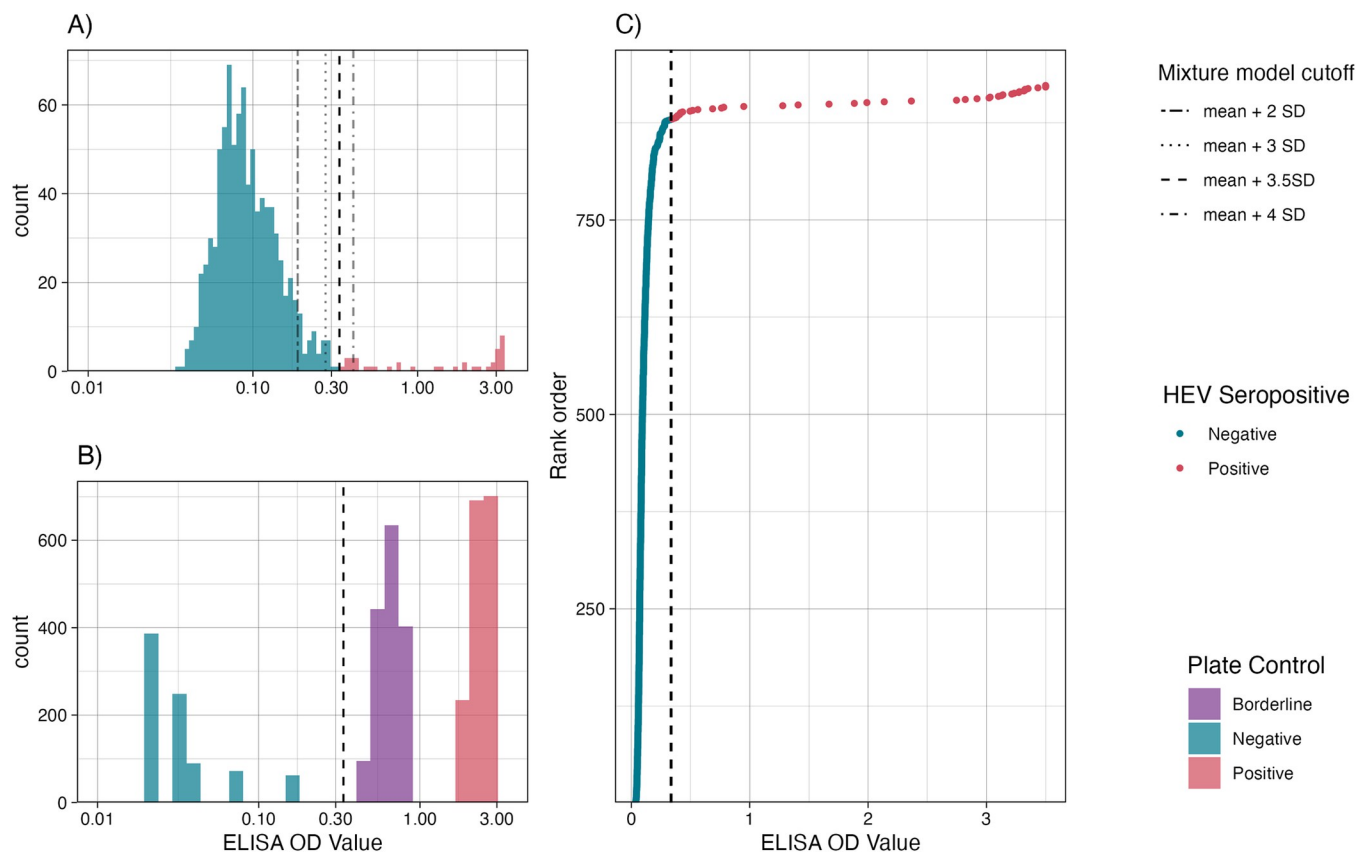 A)
count
60
40
20
0
0.01
0.10
0.30
1.00
3.00
B)
count
600
400
200
0
0.01
0.10
0.30
1.00
3.00
ELISA OD Value
C)
Rank order
750
500
250
0
1
2
3
ELISA OD Value
Mixture model cutoff
mean + 2 SD
mean + 3 SD
mean + 3.5SD
mean + 4 SD
HEV Seropositive
Negative
Positive
Plate Control
Borderline
Negative
Positive